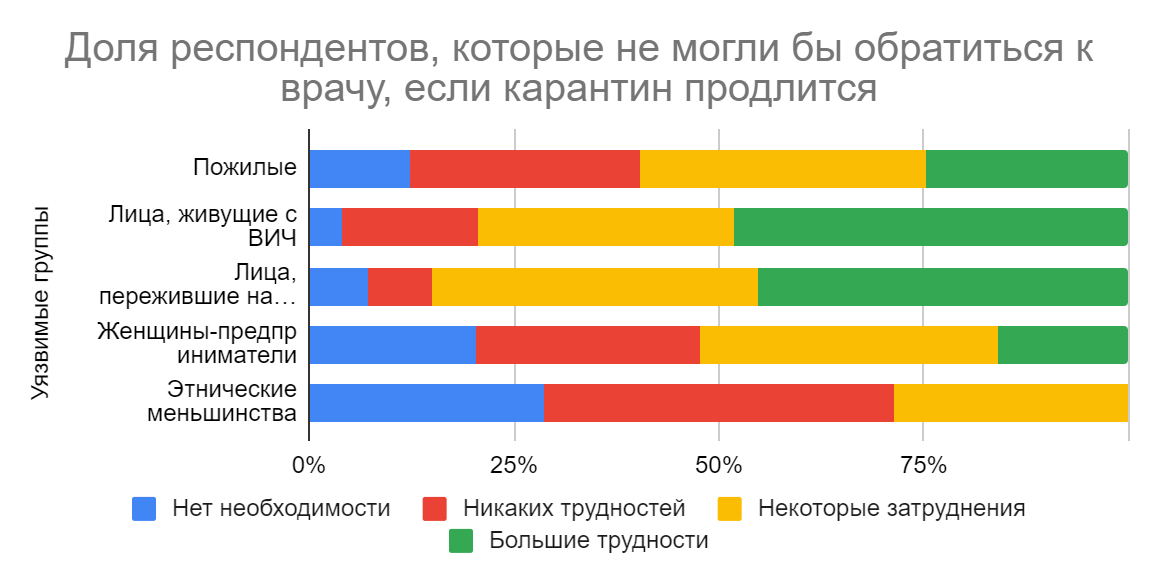 Доля респондентов, которые не могли бы обратиться к
врачу, если карантин продлится
Уязвимые группы
Пожилые
Лица, живущие с
ВИЧ
Лица,
пережившие на…
Женщины-предпр
иниматели
Этнические
меньшинства
0% 25% 50% 75%
Нет необходимости Никаких трудностей Некоторые затруднения
Большие трудности